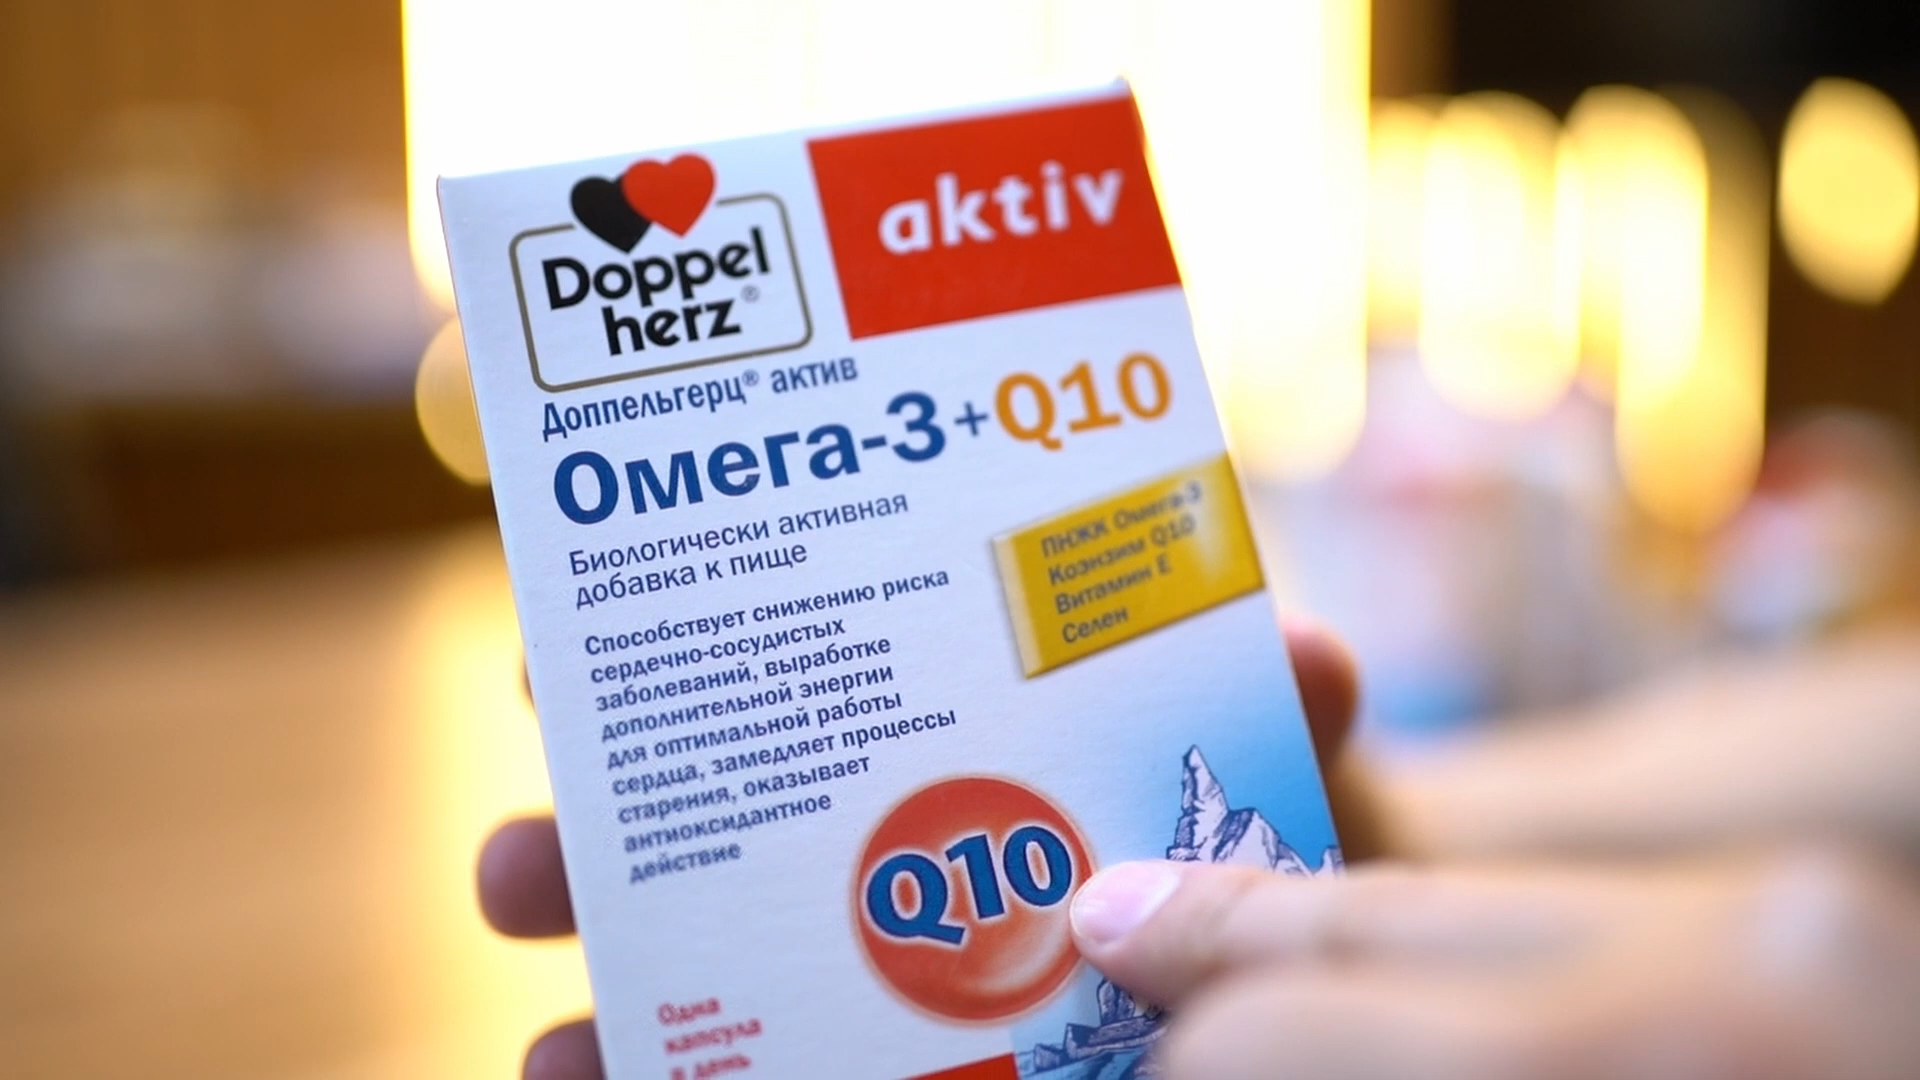 aktiv
Doppel
herz®
Доппельгерц® актив
Омега-3+Q10
Биологически активная
добавка к пище
Способствует снижению риска
сердечно-сосудистых
заболеваний, выработке
дополнительной энергии
для оптимальной работы
сердца, замедляет процессы
старения, оказывает
антиоксидантное
действие
ПНЖК Омега-3
Коэнзим Q10
Витамин Е
Селен
Q10
Одна
капсула
в день